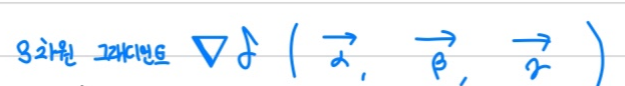 3차원 그래디언트 ∇f ( α⃗, β⃗, γ⃗ )